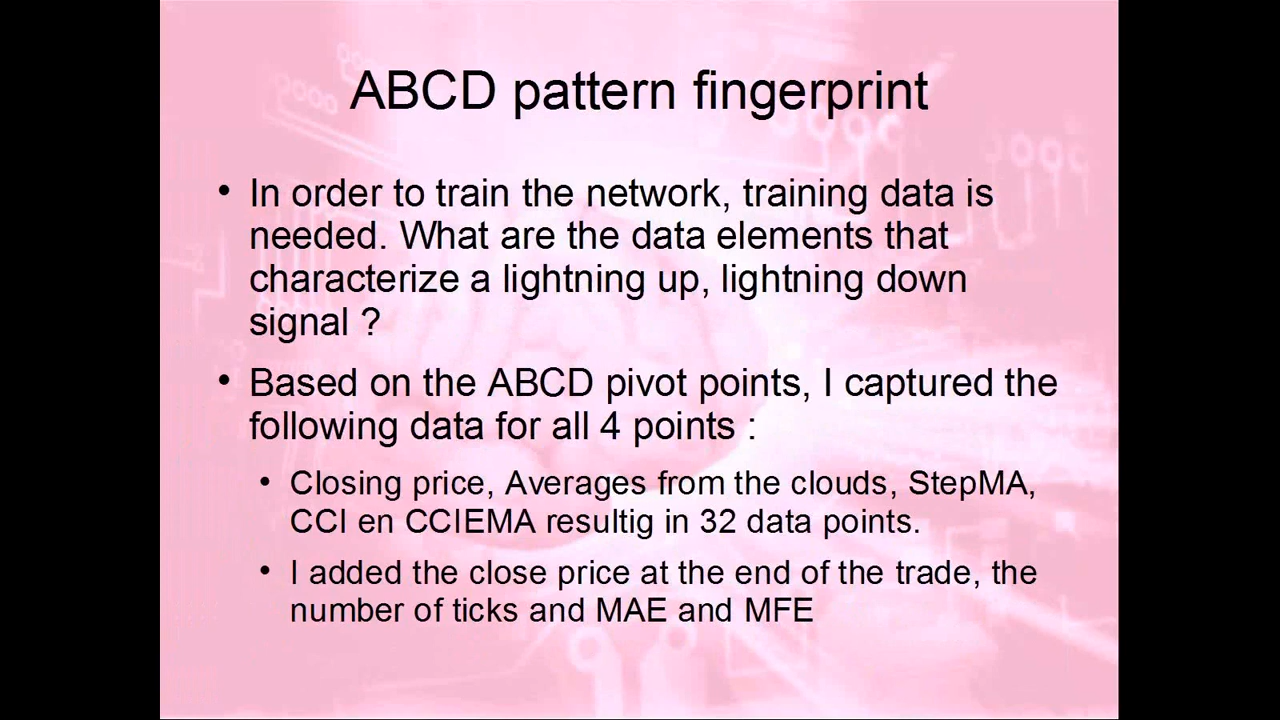 ABCD pattern fingerprint
• In order to train the network, training data is
needed. What are the data elements that
characterize a lightning up, lightning down
signal ?
• Based on the ABCD pivot points, I captured the
following data for all 4 points :
• Closing price, Averages from the clouds, StepMA,
CCI en CCIEMA resultig in 32 data points.
• I added the close price at the end of the trade, the
number of ticks and MAE and MFE